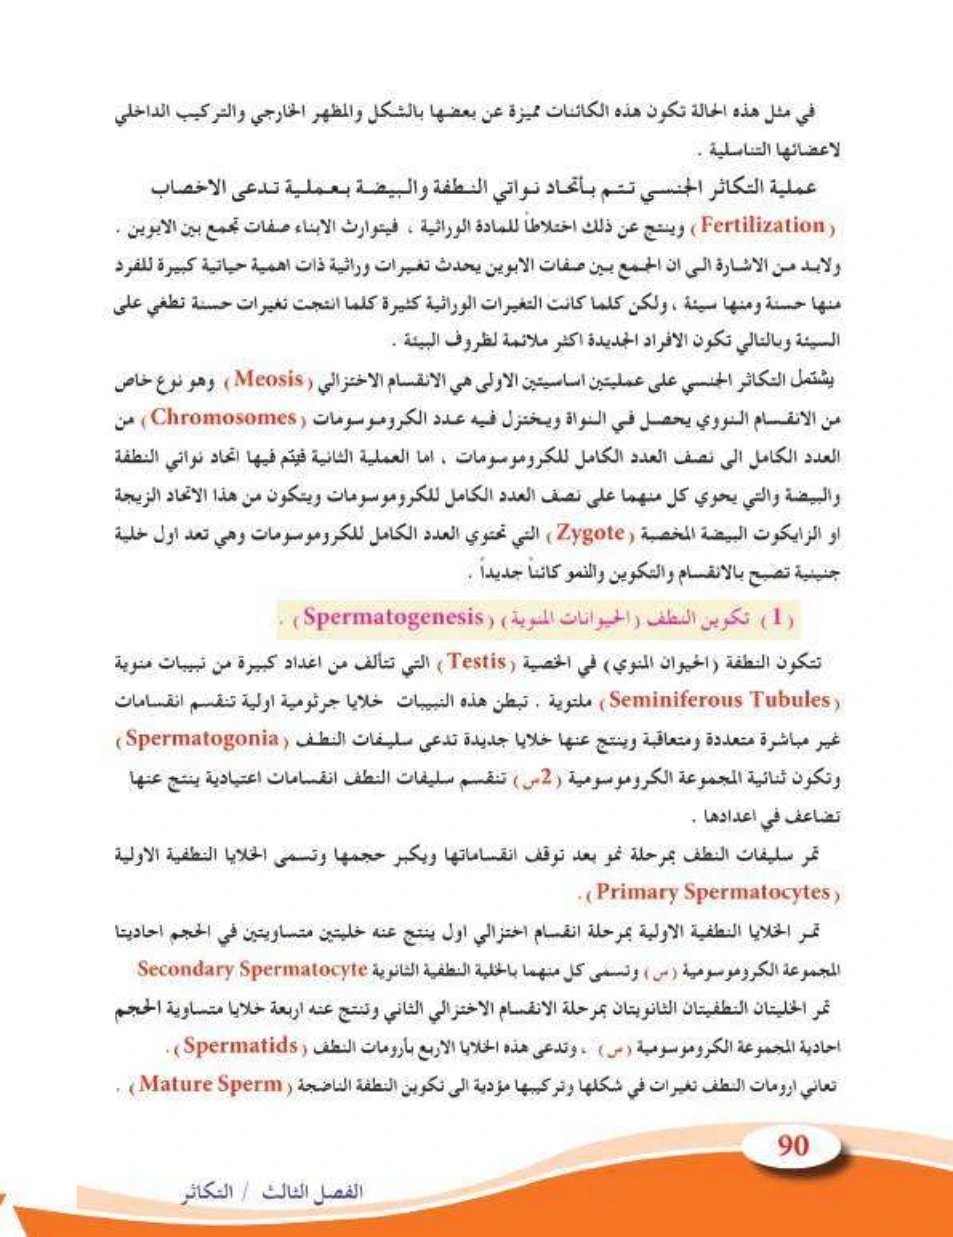 في مثل هذه الحالة تكون هذه الكائنات مميزة عن بعضها بالشكل والمظهر الخارجي والتركيب الداخلي
لاعضائها التناسلية .
عملية التكاثر الجنسي تتم بأتحاد نواتي النطفة والبيضة بعملية تدعى الاخصاب
(Fertilization) وينتج عن ذلك اختلاطاً للمادة الوراثية ، فيتوارث الابناء صفات تجمع بين الابوين .
ولابد من الاشارة الى ان الجمع بين صفات الابوين يحدث تغيرات وراثية ذات اهمية حياتية كبيرة للفرد
منها حسنة ومنها سيئة ، ولكن كلما كانت التغيرات الوراثية كثيرة كلما انتجت تغيرات حسنة تطغي على
السيئة وبالتالي تكون الافراد الجديدة اكثر ملائمة لظروف البيئة .
يشتمل التكاثر الجنسي على عمليتين اساسيتين الاولى هي الانقسام الاختزالي (Meosis) وهو نوع خاص
من الانقسام النووي يحصل في النواة ويختزل فيه عدد الكروموسومات (Chromosomes) من
العدد الكامل الى نصف العدد الكامل للكروموسومات ، اما العملية الثانية فيتم فيها اتحاد نواتي النطفة
والبيضة والتي يحوي كل منهما على نصف العدد الكامل للكروموسومات ويتكون من هذا الاتحاد الزيجة
او الزايكوت البيضة المخصبة (Zygote) التي تحتوي العدد الكامل للكروموسومات وهي تعد اول خلية
جنينية تصبح بالانقسام والتكوين والنمو كائناً جديداً .
(1) تكوين النطف (الحيوانات المنوية) (Spermatogenesis) .
تتكون النطفة (الحيوان المنوي) في الخصية (Testis) التي تتألف من اعداد كبيرة من نبيبات منوية
(Seminiferous Tubules) ملتوية . تبطن هذه النبيبات خلايا جرثومية اولية تنقسم انقسامات
غير مباشرة متعددة ومتعاقبة وينتج عنها خلايا جديدة تدعى سليفات النطف (Spermatogonia)
وتكون ثنائية المجموعة الكروموسومية (2س) تنقسم سليفات النطف انقسامات اعتيادية ينتج عنها
تضاعف في اعدادها .
تمر سليفات النطف بمرحلة نمو بعد توقف انقساماتها ويكبر حجمها وتسمى الخلايا النطفية الاولية
(Primary Spermatocytes).
تمر الخلايا النطفية الاولية بمرحلة انقسام اختزالي اول ينتج عنه خليتين متساويتين في الحجم احاديتا
المجموعة الكروموسومية (س) وتسمى كل منهما بالخلية النطفية الثانوية Secondary Spermatocyte
تمر الخليتان النطفيتان الثانويتان بمرحلة الانقسام الاختزالي الثاني وتنتج عنه اربعة خلايا متساوية الحجم
احادية المجموعة الكروموسومية (س) ، وتدعى هذه الخلايا الاربع بأرومات النطف (Spermatids).
تعاني ارومات النطف تغيرات في شكلها وتركيبها مؤدية الى تكوين النطفة الناضجة (Mature Sperm) .
90
الفصل الثالث / التكاثر